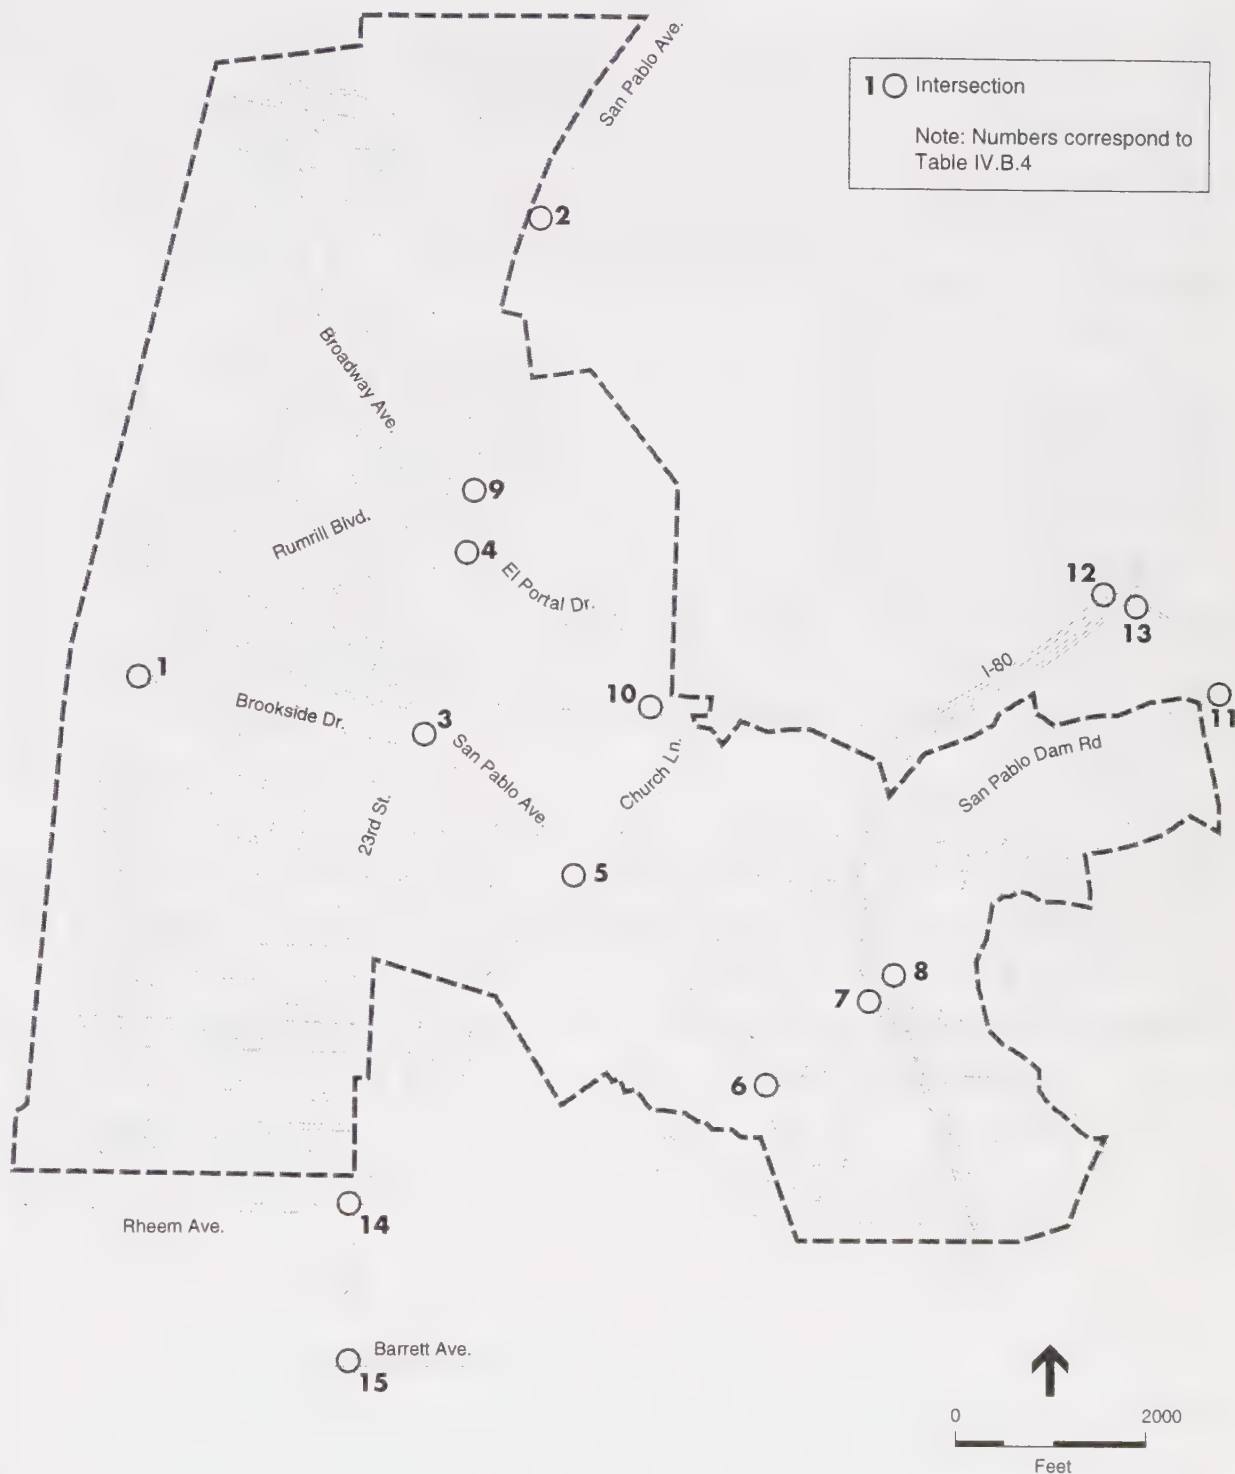 San Pablo Ave.
1 Intersection
Note: Numbers correspond to
Table IV.B.4
2
Broadway Ave.
9
Rumrill Blvd.
4
El Portal Dr.
12
13
I-80
1
10
11
Brookside Dr.
3
San Pablo Ave.
Church Ln.
San Pablo Dam Rd
23rd St.
5
8
7
6
14
Rheem Ave.
Barrett Ave.
15
0 2000
Feet